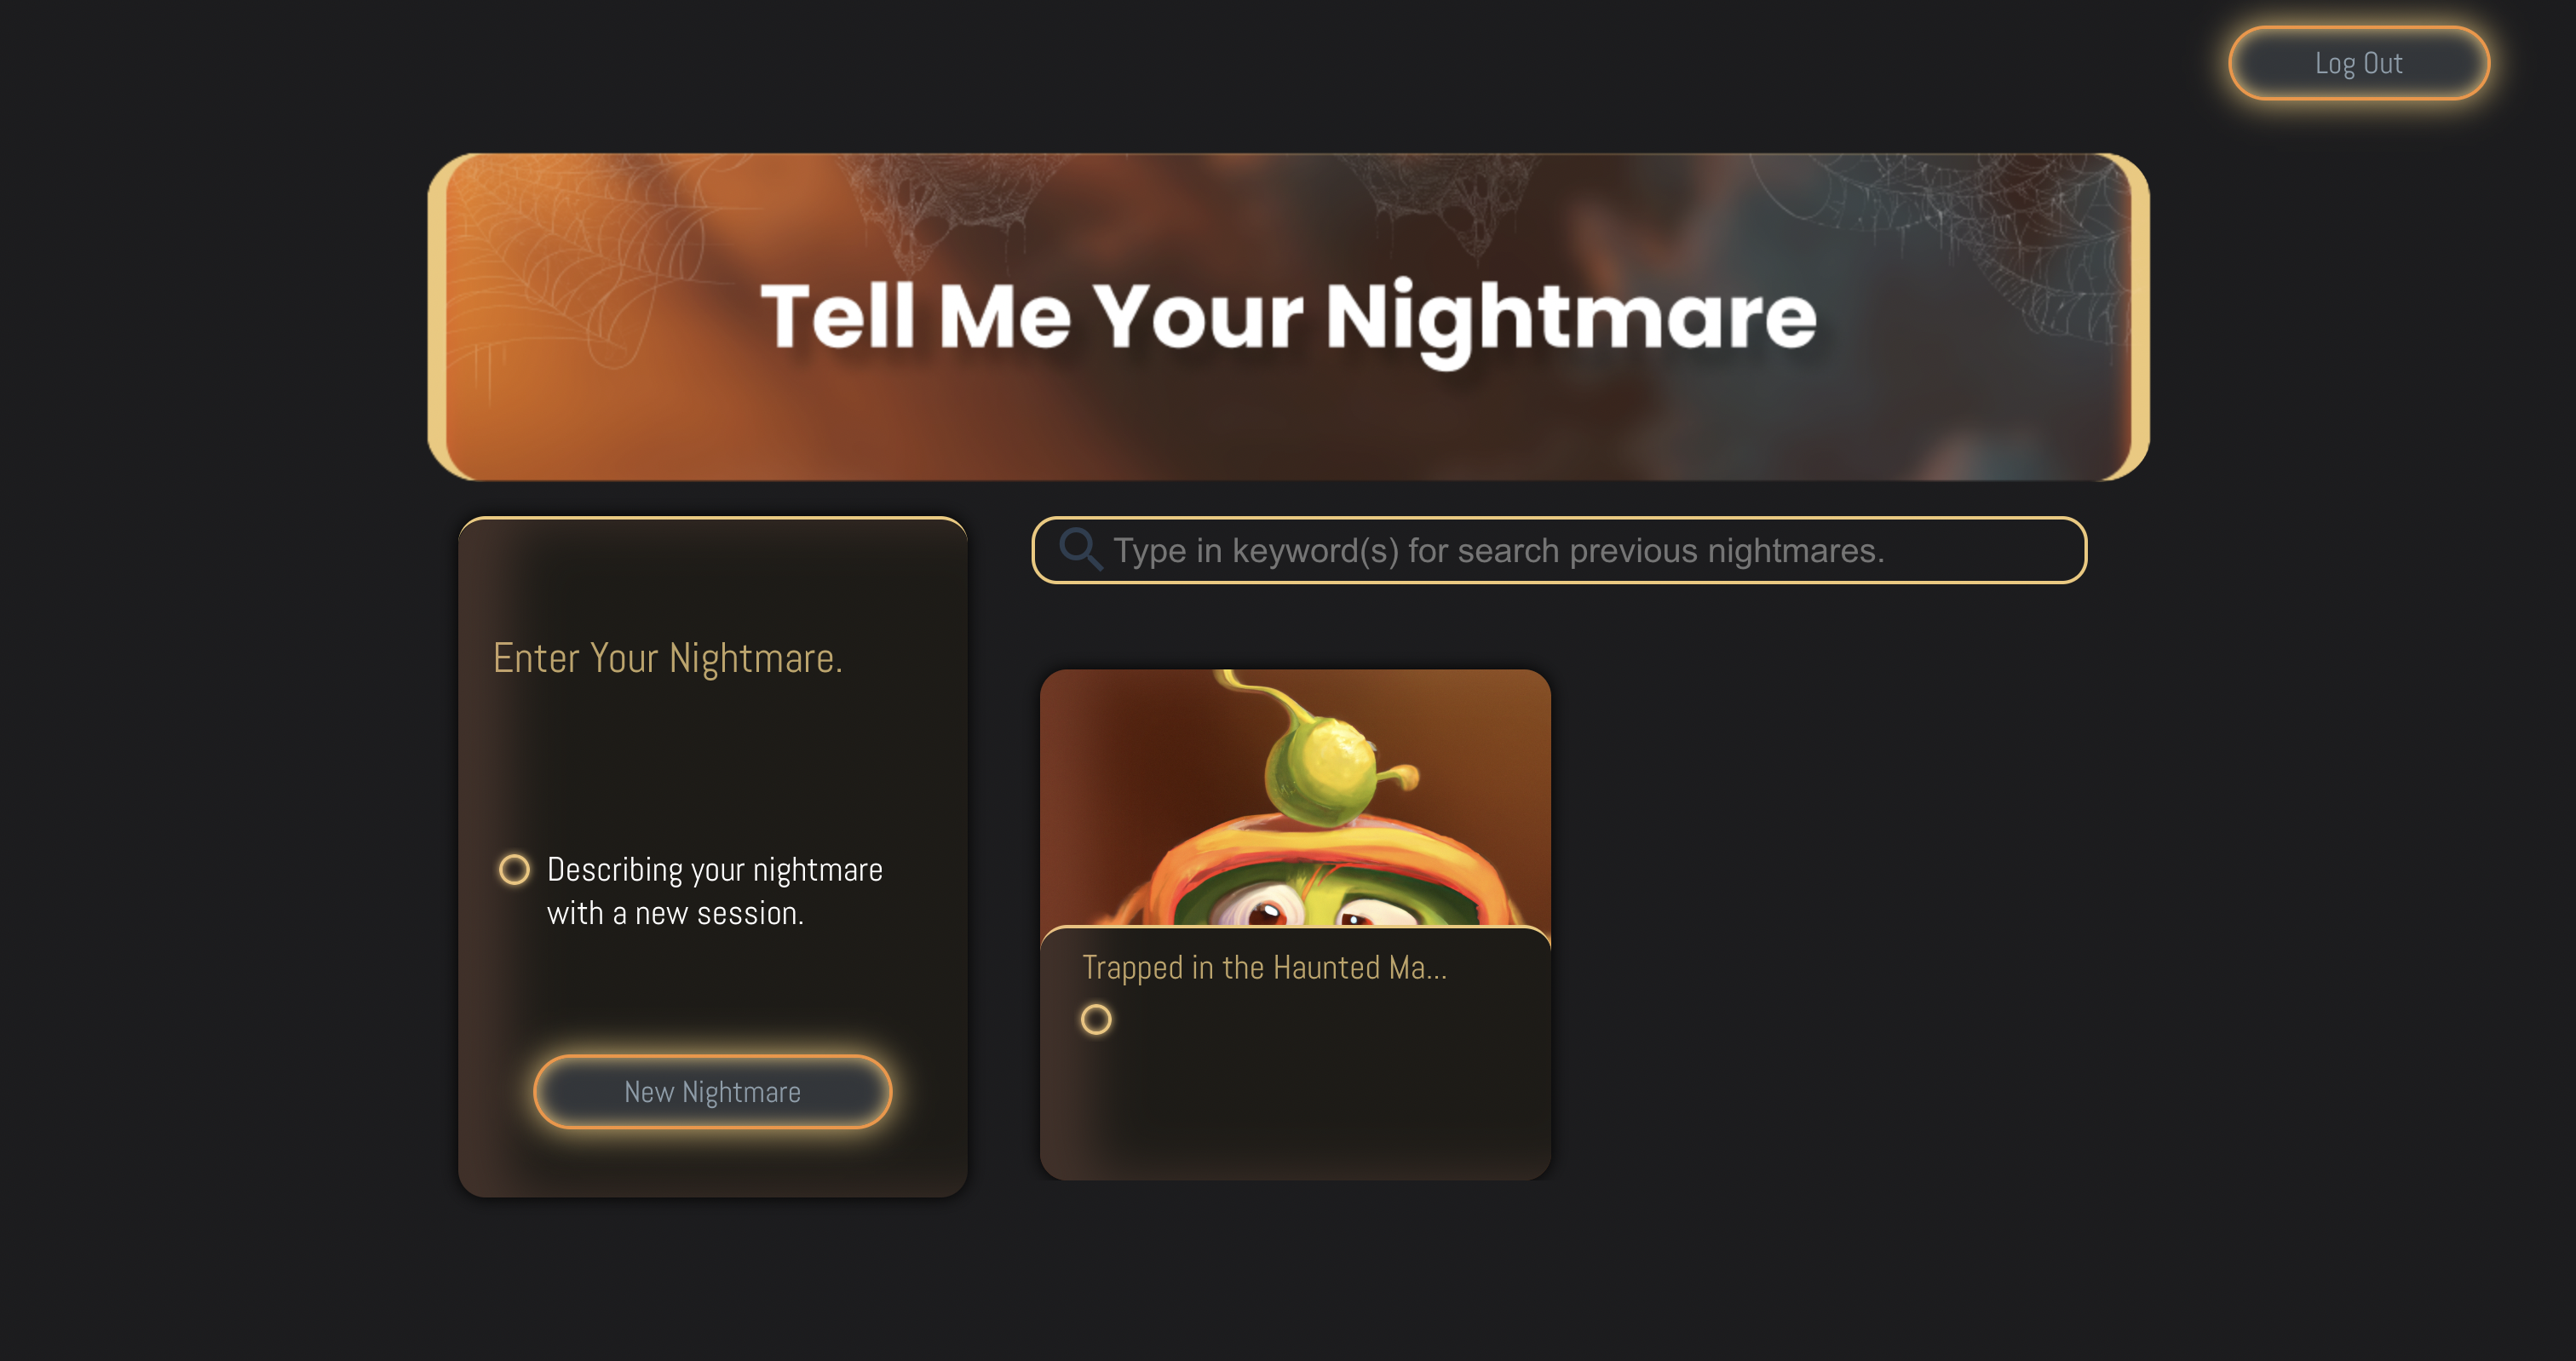 Log Out
Tell Me Your Nightmare
Type in keyword(s) for search previous nightmares.
Enter Your Nightmare.
Describing your nightmare
with a new session.
New Nightmare
Trapped in the Haunted Ma...